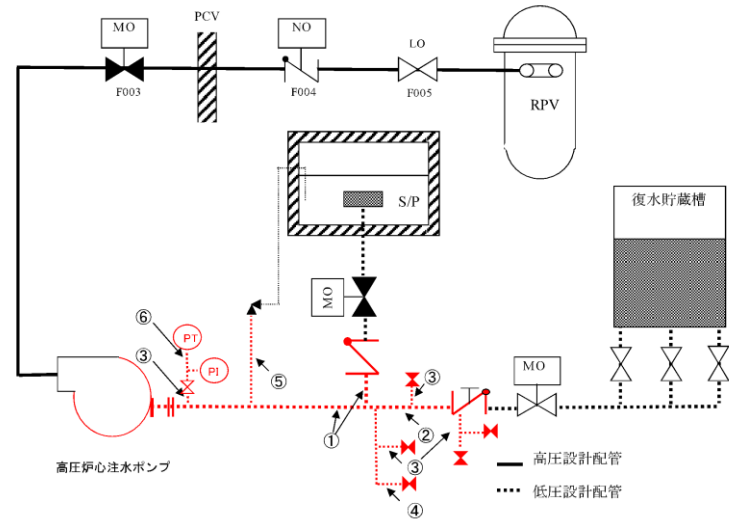 MO
PCV
NO
LO
F003
F004
F005
RPV
S/P
復水貯蔵槽
MO
⑥
PT
③
PI
⑤
③
MO
①
②
③
④
高圧炉心注水ポンプ
高圧設計配管
低圧設計配管